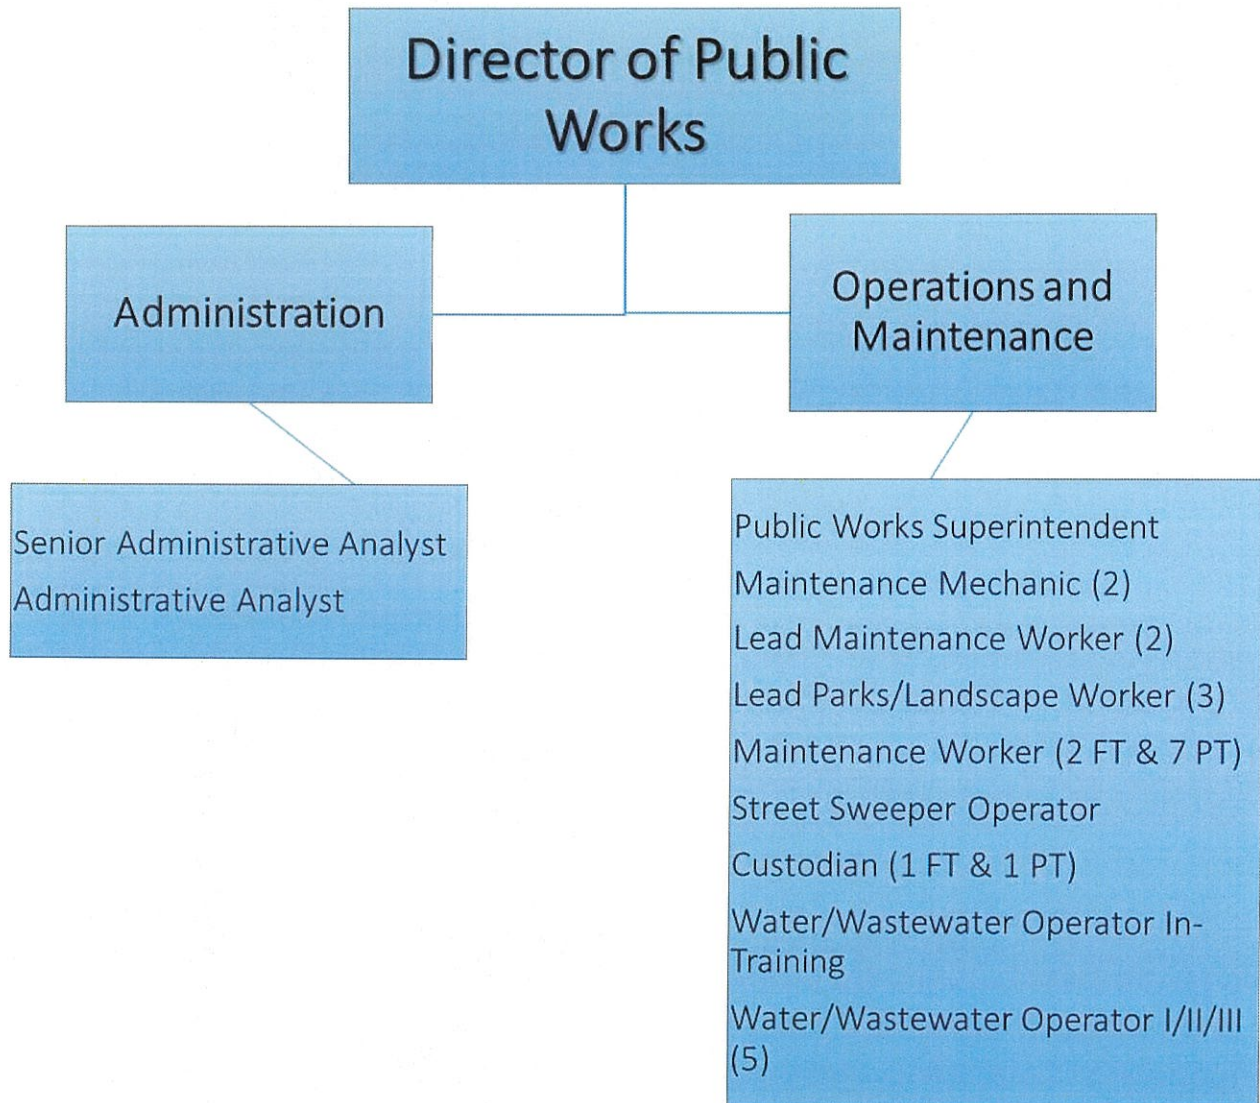 Director of Public
Works
Administration
Operations and
Maintenance
Senior Administrative Analyst
Administrative Analyst
Public Works Superintendent
Maintenance Mechanic (2)
Lead Maintenance Worker (2)
Lead Parks/Landscape Worker (3)
Maintenance Worker (2 FT & 7 PT)
Street Sweeper Operator
Custodian (1 FT & 1 PT)
Water/Wastewater Operator In-
Training
Water/Wastewater Operator I/II/III
(5)